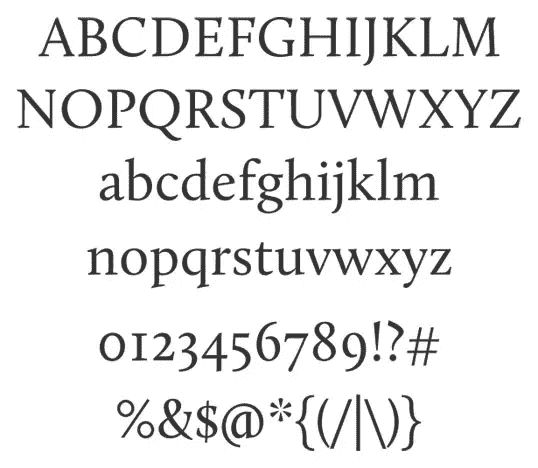 ABCDEFGHIJKLM
NOPQRSTUVWXYZ
abcdefghijklm
nopqrstuvwxyz
0123456789!?#
%&$@*{(/|\)}